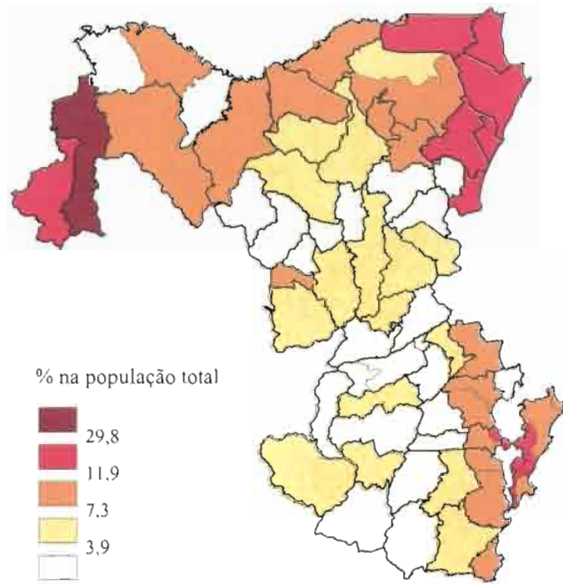 % na população total
29,8
11,9
7,3
3,9